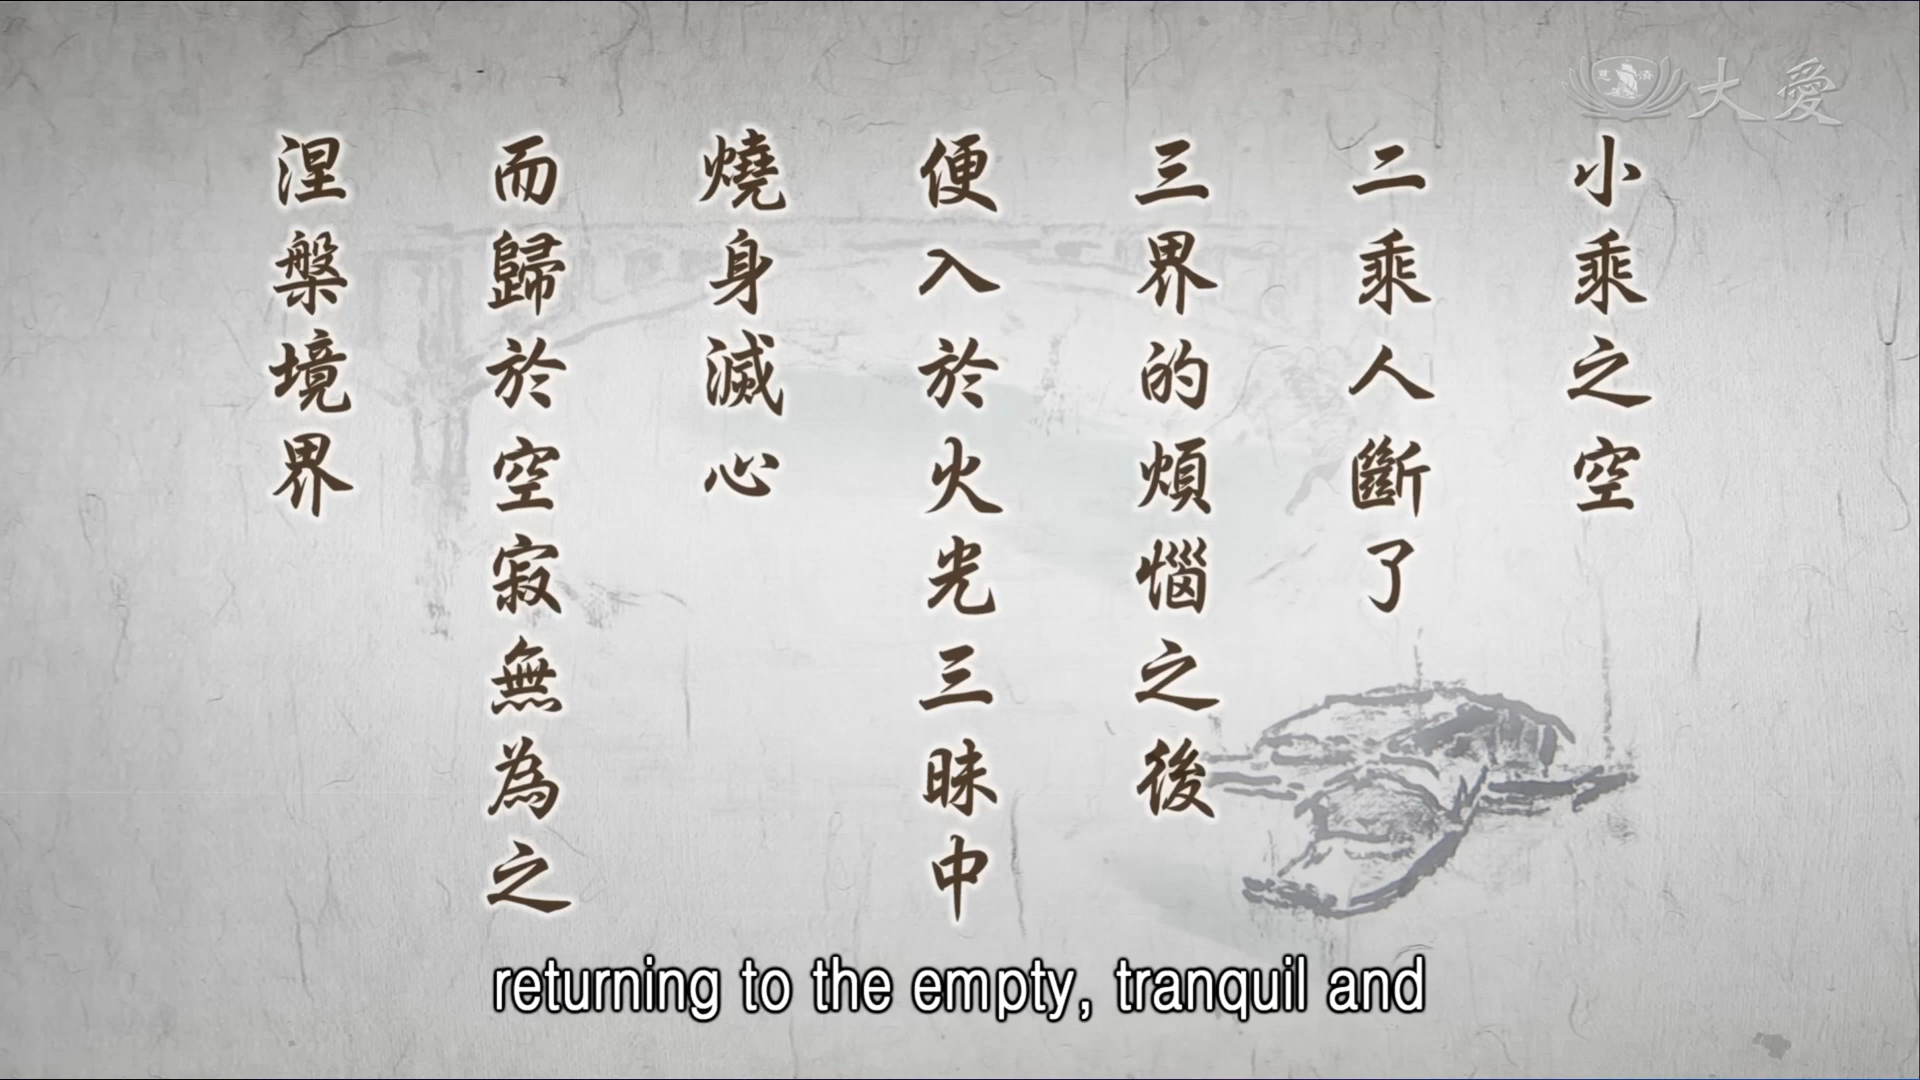 小乘之空
二乘人斷了
三界的煩惱之後
便入於火光三昧中
燒身滅心
而歸於空寂無為之
涅槃境界
大愛
returning to the empty, tranquil and